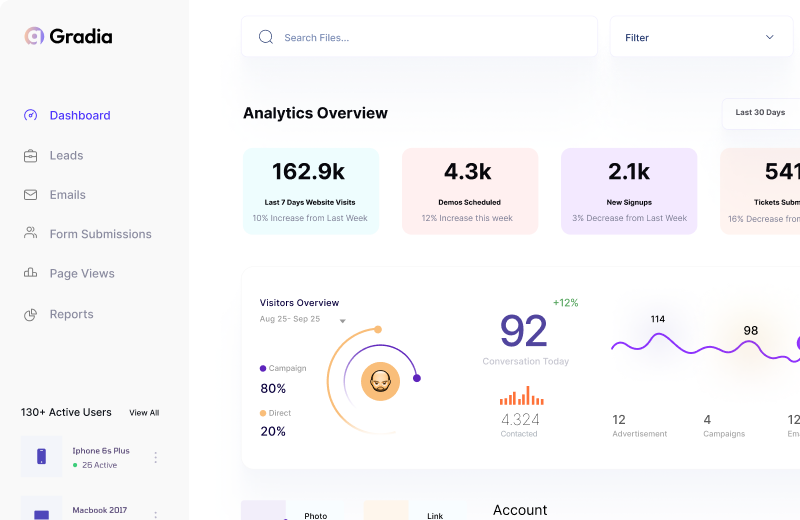 Gradia
Dashboard
Leads
Emails
Form Submissions
Page Views
Reports
130+ Active Users
View All
Iphone 6s Plus
26 Active
Macbook 2017
Search Files...
Filter
Analytics Overview
Last 30 Days
162.9k
Last 7 Days Website Visits
10% Increase from Last Week
4.3k
Demos Scheduled
12% Increase this week
2.1k
New Signups
3% Decrease from Last Week
541
Tickets Subm
16% Decrease from
Visitors Overview
Aug 25- Sep 25
Campaign
80%
Direct
20%
+12%
92
Conversation Today
4.324
Contacted
114
98
12
Advertisement
4
Campaigns
12
Em
Photo
Link
Account